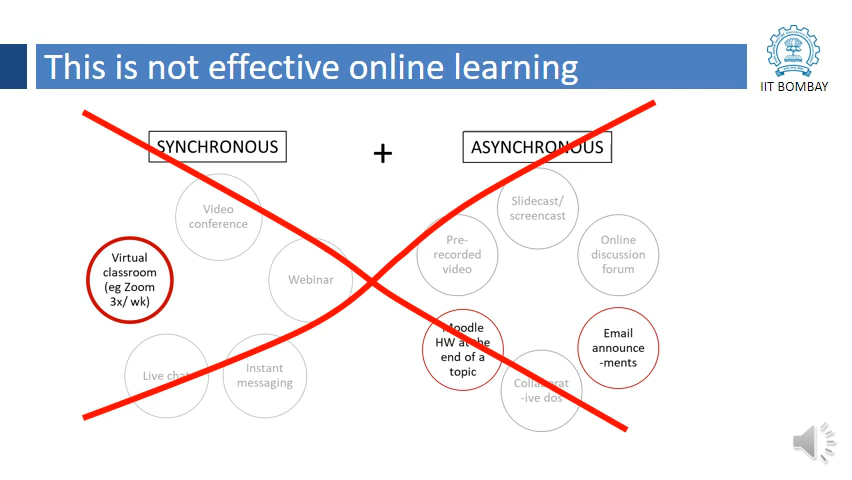 This is not effective online learning
IIT BOMBAY
SYNCHRONOUS
+
ASYNCHRONOUS
Video
conference
Virtual
classroom
(eg Zoom
3x/ wk)
Webinar
Live chat
Instant
messaging
Slidecast/
screencast
Pre-
recorded
video
Online
discussion
forum
Moodle
HW at the
end of a
topic
Email
announce
-ments
Collaborat
-ive dos